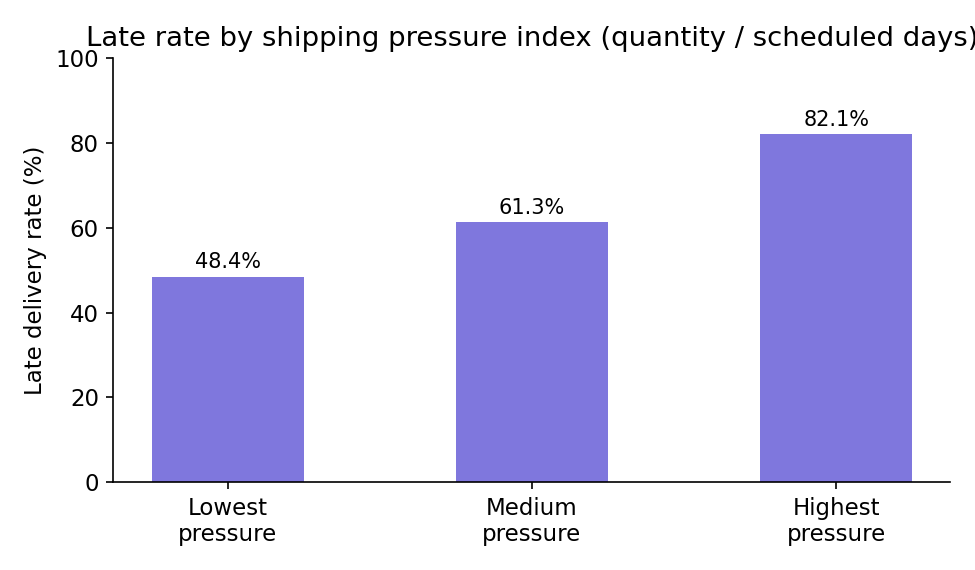 Late rate by shipping pressure index (quantity / scheduled days)
Late delivery rate (%)
100
80
60
40
20
0
48.4%
61.3%
82.1%
Lowest
pressure
Medium
pressure
Highest
pressure